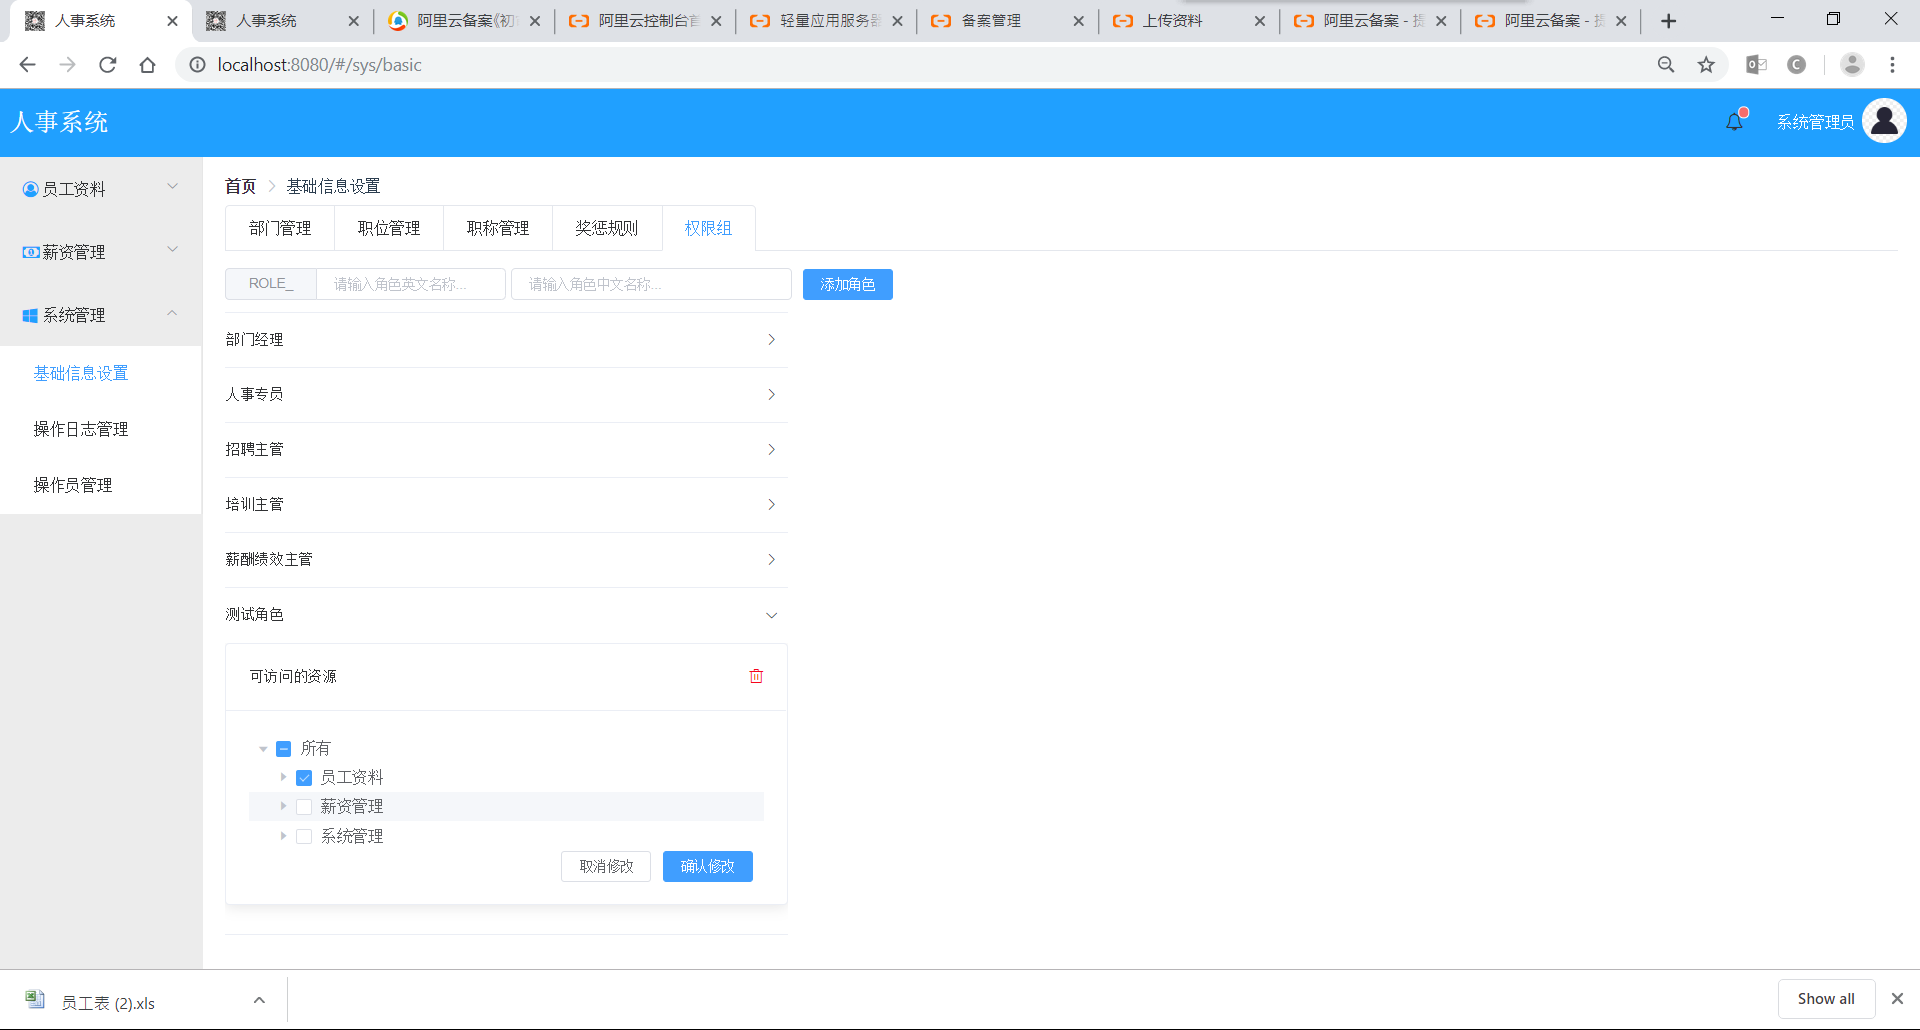 人事系统
人事系统
阿里云备案《初
阿里云控制台首
轻量应用服务器
备案管理
上传资料
阿里云备案 - 提
阿里云备案 - 提
localhost:8080/#/sys/basic
人事系统
系统管理员
员工资料
薪资管理
系统管理
基础信息设置
操作日志管理
操作员管理
首页 基础信息设置
部门管理 职位管理 职称管理 奖惩规则 权限组
ROLE_ 请输入角色英文名称... 请输入角色中文名称... 添加角色
部门经理
人事专员
招聘主管
培训主管
薪酬绩效主管
测试角色
可访问的资源
所有
员工资料
薪资管理
系统管理
取消修改 确认修改
员工表 (2).xls
Show all